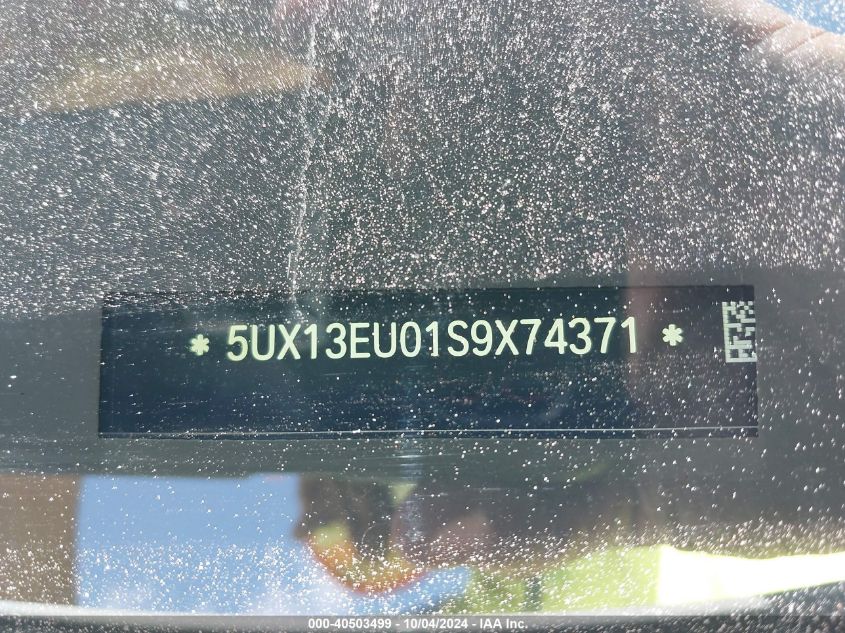 * 5UX13EU01S9X74371 *
000-40503499 - 10/04/2024 - IAA Inc.